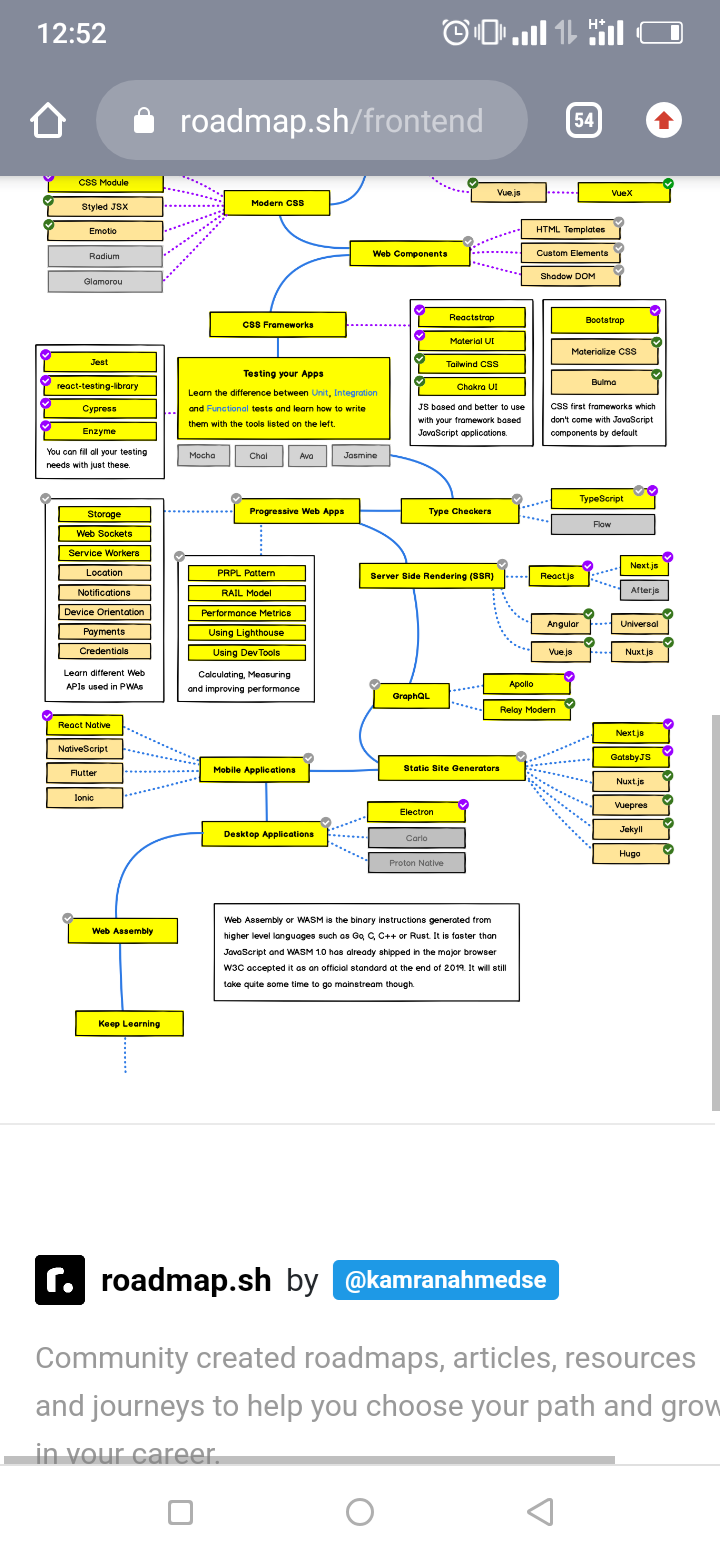 12:52
H+
roadmap.sh/frontend
54
CSS Module
Styled JSX
Emotio
Radium
Glamorou
Modern CSS
Vue.js
VueX
Web Components
HTML Templates
Custom Elements
Shadow DOM
CSS Frameworks
Reactstrap
Material UI
Tailwind CSS
Chakra UI
JS based and better to use
with your framework based
JavaScript applications.
Bootstrap
Materialize CSS
Bulma
CSS first frameworks which
don't come with JavaScript
components by default
Jest
react-testing-library
Cypress
Enzyme
You can fill all your testing
needs with just these.
Testing your Apps
Learn the difference between Unit, Integration
and Functional tests and learn how to write
them with the tools listed on the left.
Mocha
Chai
Ava
Jasmine
Storage
Web Sockets
Service Workers
Location
Notifications
Device Orientation
Payments
Credentials
Learn different Web
APIs used in PWAs
Progressive Web Apps
Type Checkers
TypeScript
Flow
PRPL Pattern
RAIL Model
Performance Metrics
Using Lighthouse
Using DevTools
Calculating, Measuring
and improving performance
Server Side Rendering (SSR)
React.js
Next.js
After.js
Angular
Universal
Vue.js
Nuxt.js
GraphQL
Apollo
Relay Modern
React Native
NativeScript
Flutter
Ionic
Mobile Applications
Static Site Generators
Next.js
GatsbyJS
Nuxt.js
Vuepres
Jekyll
Hugo
Desktop Applications
Electron
Carlo
Proton Native
Web Assembly
Web Assembly or WASM is the binary instructions generated from
higher level languages such as Go, C, C++ or Rust. It is faster than
JavaScript and WASM 1.0 has already shipped in the major browser
W3C accepted it as an official standard at the end of 2019. It will still
take quite some time to go mainstream though.
Keep Learning
roadmap.sh by @kamranahmedse
Community created roadmaps, articles, resources
and journeys to help you choose your path and grow
in your career.